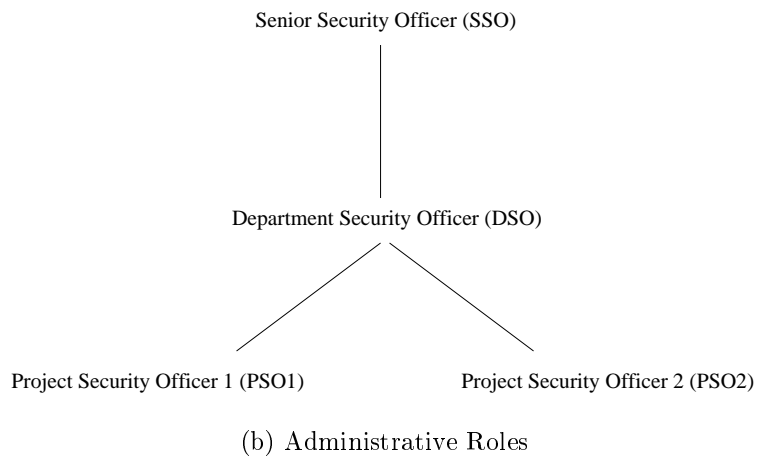 Senior Security Officer (SSO)
Department Security Officer (DSO)
Project Security Officer 1 (PSO1)
Project Security Officer 2 (PSO2)
(b) Administrative Roles